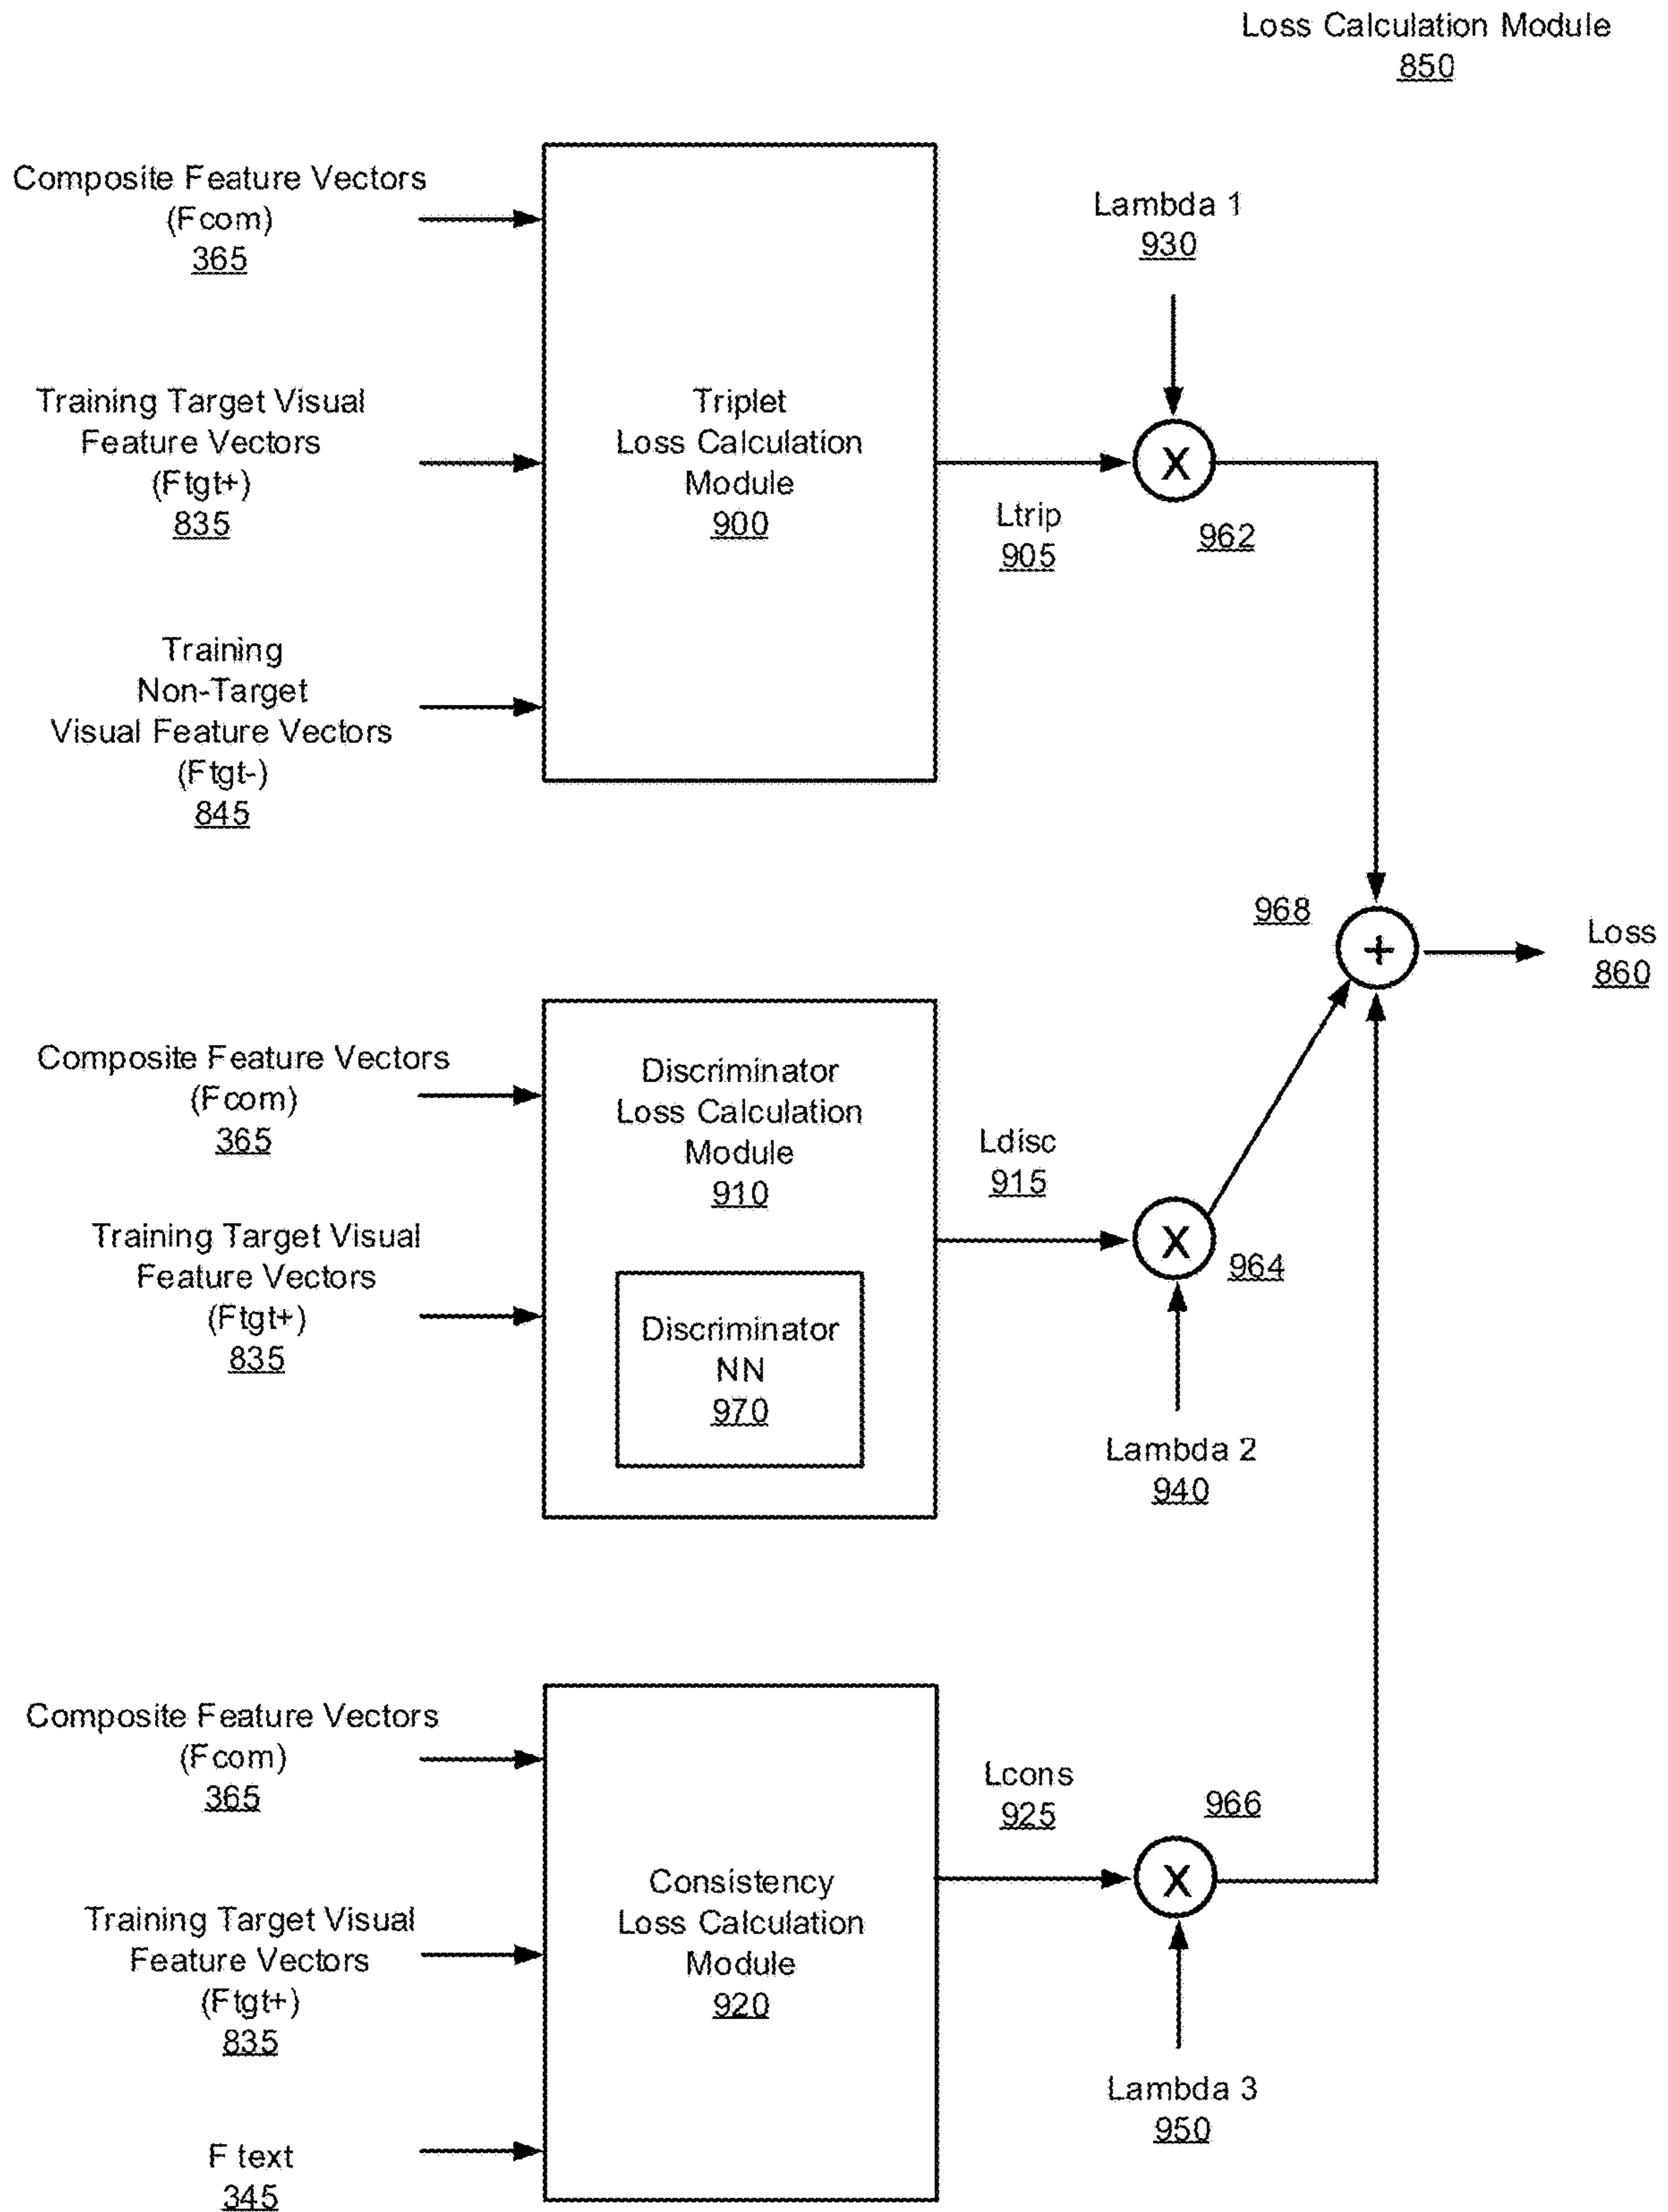 Loss Calculation Module
850
Composite Feature Vectors
(Fcom)
365
Training Target Visual
Feature Vectors
(Ftgt+)
835
Training
Non-Target
Visual Feature Vectors
(Ftgt-)
845
Triplet
Loss Calculation
Module
900
Ltrip
905
Lambda 1
930
X
962
Composite Feature Vectors
(Fcom)
365
Training Target Visual
Feature Vectors
(Ftgt+)
835
Discriminator
Loss Calculation
Module
910
Discriminator
NN
970
Ldisc
915
X
964
Lambda 2
940
968
+
Loss
860
Composite Feature Vectors
(Fcom)
365
Training Target Visual
Feature Vectors
(Ftgt+)
835
F text
345
Consistency
Loss Calculation
Module
920
Lcons
925
966
X
Lambda 3
950